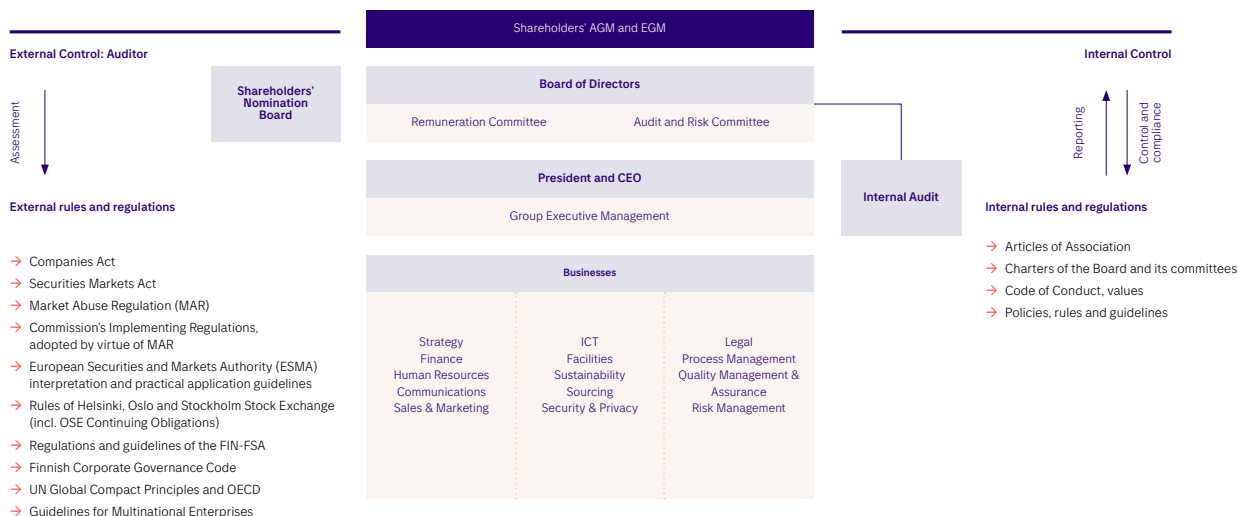 Shareholders’ AGM and EGM
External Control: Auditor
Assessment
External rules and regulations
Companies Act
Securities Markets Act
Market Abuse Regulation (MAR)
Commission’s Implementing Regulations,
adopted by virtue of MAR
European Securities and Markets Authority (ESMA)
interpretation and practical application guidelines
Rules of Helsinki, Oslo and Stockholm Stock Exchange
(incl. OSE Continuing Obligations)
Regulations and guidelines of the FIN-FSA
Finnish Corporate Governance Code
UN Global Compact Principles and OECD
Guidelines for Multinational Enterprises
Shareholders’
Nomination
Board
Board of Directors
Remuneration Committee
Audit and Risk Committee
President and CEO
Group Executive Management
Businesses
Strategy
Finance
Human Resources
Communications
Sales & Marketing
ICT
Facilities
Sustainability
Sourcing
Security & Privacy
Legal
Process Management
Quality Management &
Assurance
Risk Management
Internal Audit
Internal Control
Reporting
Control and
compliance
Internal rules and regulations
Articles of Association
Charters of the Board and its committees
Code of Conduct, values
Policies, rules and guidelines